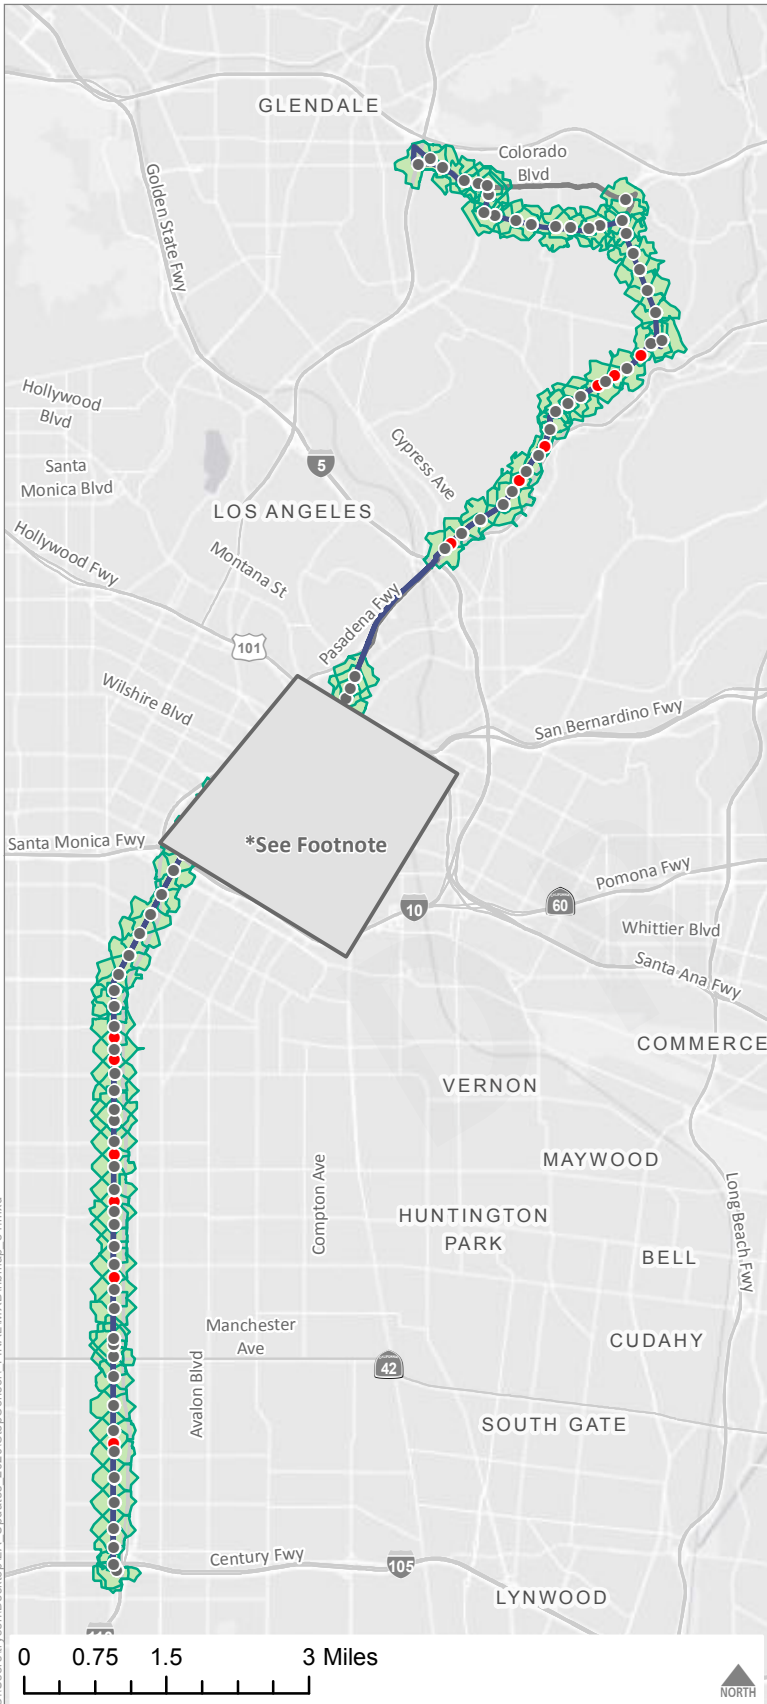 GLENDALE
Colorado
Blvd
Golden State Fwy
Hollywood
Blvd
Santa
Monica Blvd
Cypress Ave
5
LOS ANGELES
Hollywood Fwy
Montana St
Pasadena Fwy
101
Wilshire Blvd
San Bernardino Fwy
Santa Monica Fwy
*See Footnote
Pomona Fwy
10
60
Whittier Blvd
Santa Ana Fwy
COMMERCE
VERNON
MAYWOOD
Compton Ave
Long Beach Fwy
HUNTINGTON
PARK
BELL
Manchester
Ave
CUDAHY
42
Avalon Blvd
SOUTH GATE
Century Fwy
105
LYNWOOD
0 0.75 1.5 3 Miles
NORTH